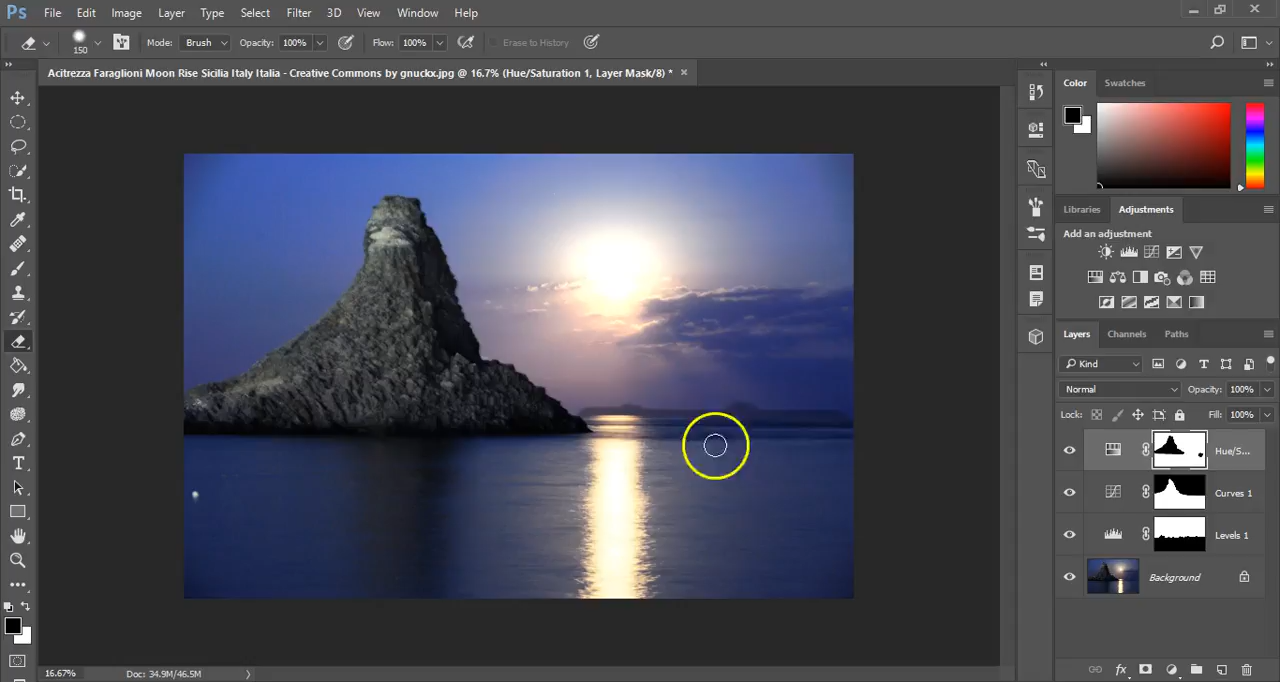 Ps File Edit Image Layer Type Select Filter 3D View Window Help
150 Mode: Brush Opacity: 100% Flow: 100% Erase to History
Acitrezza Faraglioni Moon Rise Sicilia Italy Italia - Creative Commons by gnuckx.jpg @ 16.7% (Hue/Saturation 1, Layer Mask/8) * ×
Color Swatches
Libraries Adjustments
Add an adjustment
Layers Channels Paths
Kind
Normal Opacity: 100%
Lock: Fill: 100%
Hue/S...
Curves 1
Levels 1
Background
16.67% Doc: 34.9M/46.5M